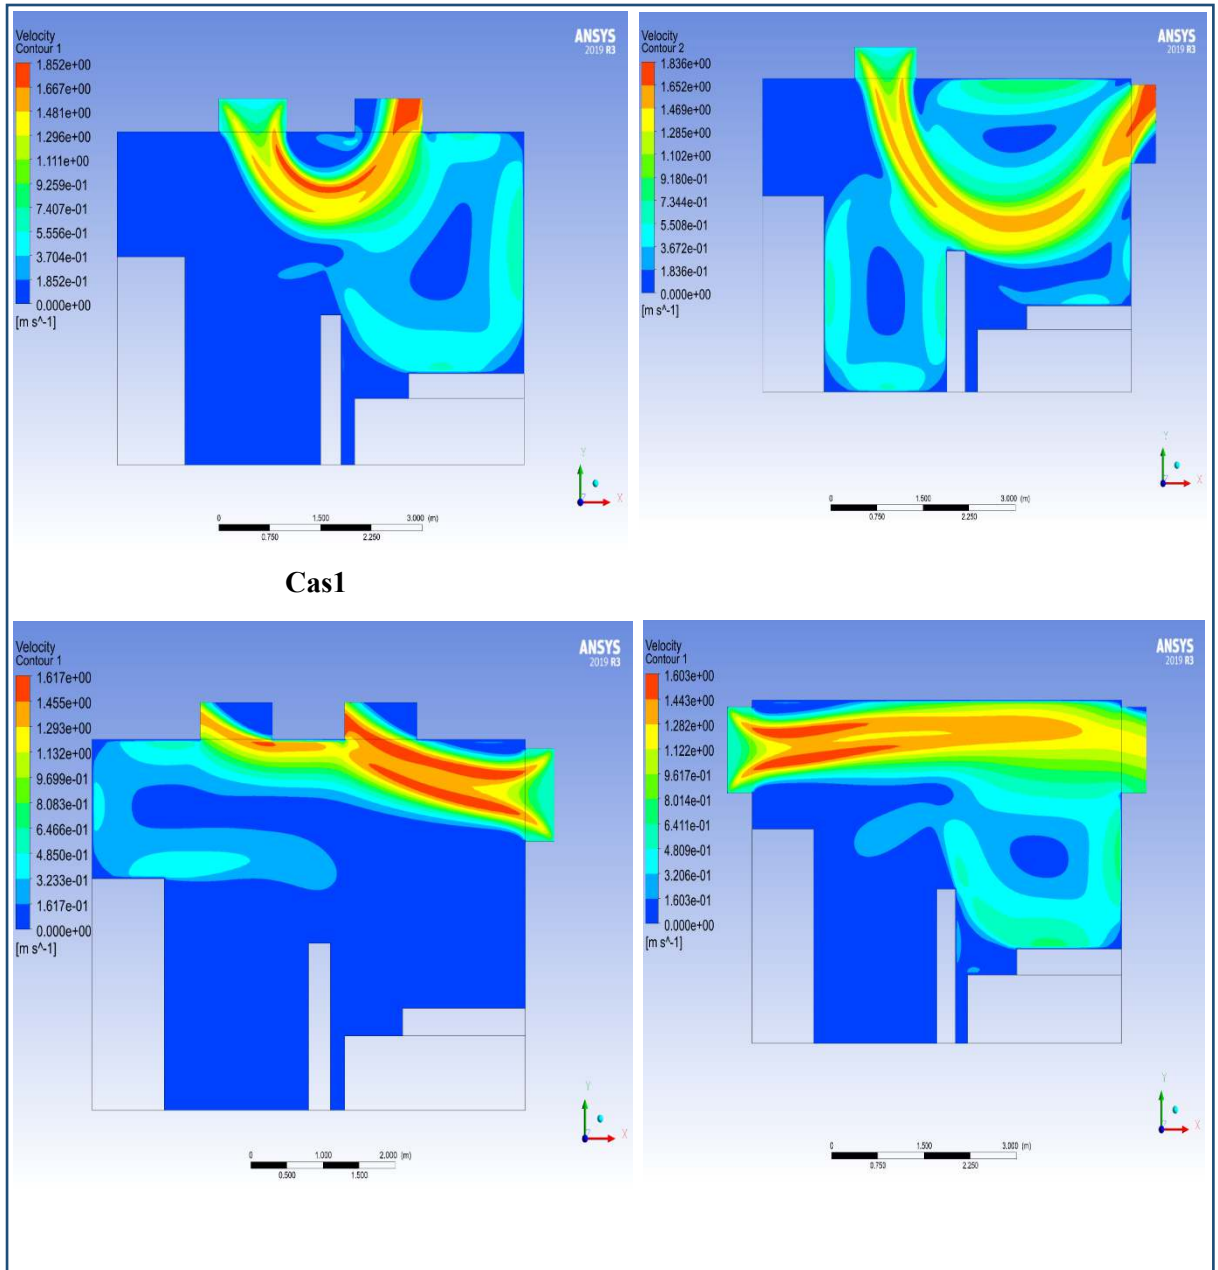 Velocity
Contour 1
1.852e+00
1.667e+00
1.481e+00
1.296e+00
1.111e+00
9.259e-01
7.407e-01
5.556e-01
3.704e-01
1.852e-01
0.000e+00
[m s^-1]
ANSYS
2019 R3
Y
X
0 1.500 3.000 (m)
0.750 2.250
Velocity
Contour 2
1.836e+00
1.652e+00
1.469e+00
1.285e+00
1.102e+00
9.180e-01
7.344e-01
5.508e-01
3.672e-01
1.836e-01
0.000e+00
[m s^-1]
ANSYS
2019 R3
Y
X
0 1.500 3.000 (m)
0.750 2.250
Cas1
Velocity
Contour 1
1.617e+00
1.455e+00
1.293e+00
1.132e+00
9.699e-01
8.083e-01
6.466e-01
4.850e-01
3.233e-01
1.617e-01
0.000e+00
[m s^-1]
ANSYS
2019 R3
Y
X
0 1.000 2.000 (m)
0.500 1.500
Velocity
Contour 1
1.603e+00
1.443e+00
1.282e+00
1.122e+00
9.617e-01
8.014e-01
6.411e-01
4.809e-01
3.206e-01
1.603e-01
0.000e+00
[m s^-1]
ANSYS
2019 R3
Y
X
0 1.500 3.000 (m)
0.750 2.250